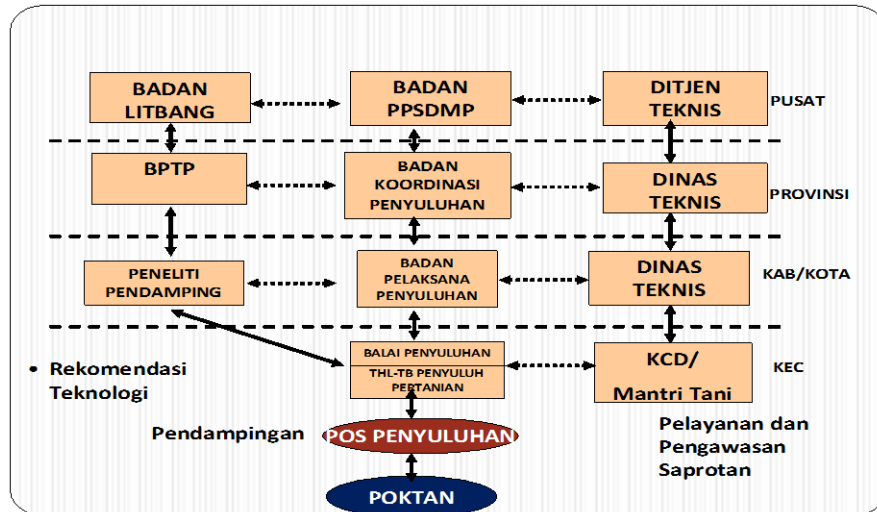 BADAN
LITBANG
BADAN
PPSDMP
DITJEN
TEKNIS
PUSAT
BPTP
BADAN
KOORDINASI
PENYULUHAN
DINAS
TEKNIS
PROVINSI
PENELITI
PENDAMPING
BADAN
PELAKSANA
PENYULUHAN
DINAS
TEKNIS
KAB/KOTA
BALAI PENYULUHAN
THL-TB PENYULUH
PERTANIAN
KCD/
Mantri Tani
KEC
• Rekomendasi
Teknologi
Pendampingan
POS PENYULUHAN
Pelayanan dan
Pengawasan
Saprotan
POKTAN